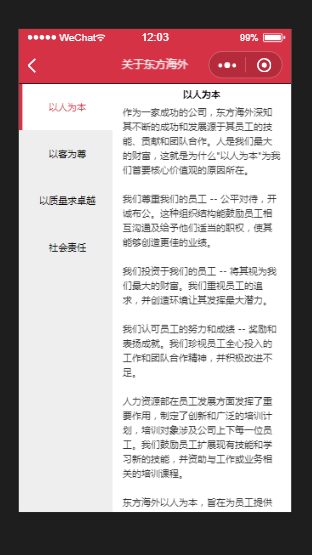 WeChat
12:03
99%
关于东方海外
以人为本
以客为尊
以质量求卓越
社会责任
以人为本
作为一家成功的公司，东方海外深知
其不断的成功和发展源于其员工的技
能、贡献和团队合作。人是我们最大
的财富，这就是为什么"以人为本"为我
们首要核心价值观的原因所在。
我们尊重我们的员工 -- 公平对待，开
诚布公。这种组织结构能鼓励员工相
互沟通及给予他们适当的职权，使其
能够创造更佳的业绩。
我们投资于我们的员工 -- 将其视为我
们最大的财富。我们重视员工的追
求，并创造环境让其发挥最大潜力。
我们认可员工的努力和成绩 -- 奖励和
表扬成就。我们珍视员工全心投入的
工作和团队合作精神，并积极改进不
足。
人力资源部在员工发展方面发挥了重
要作用，制定了创新和广泛的培训计
划，培训对象涉及公司上下每一位员
工。我们鼓励员工扩展现有技能和学
习新的技能，并资助与工作或业务相
关的培训课程。
东方海外以人为本，旨在为员工提供